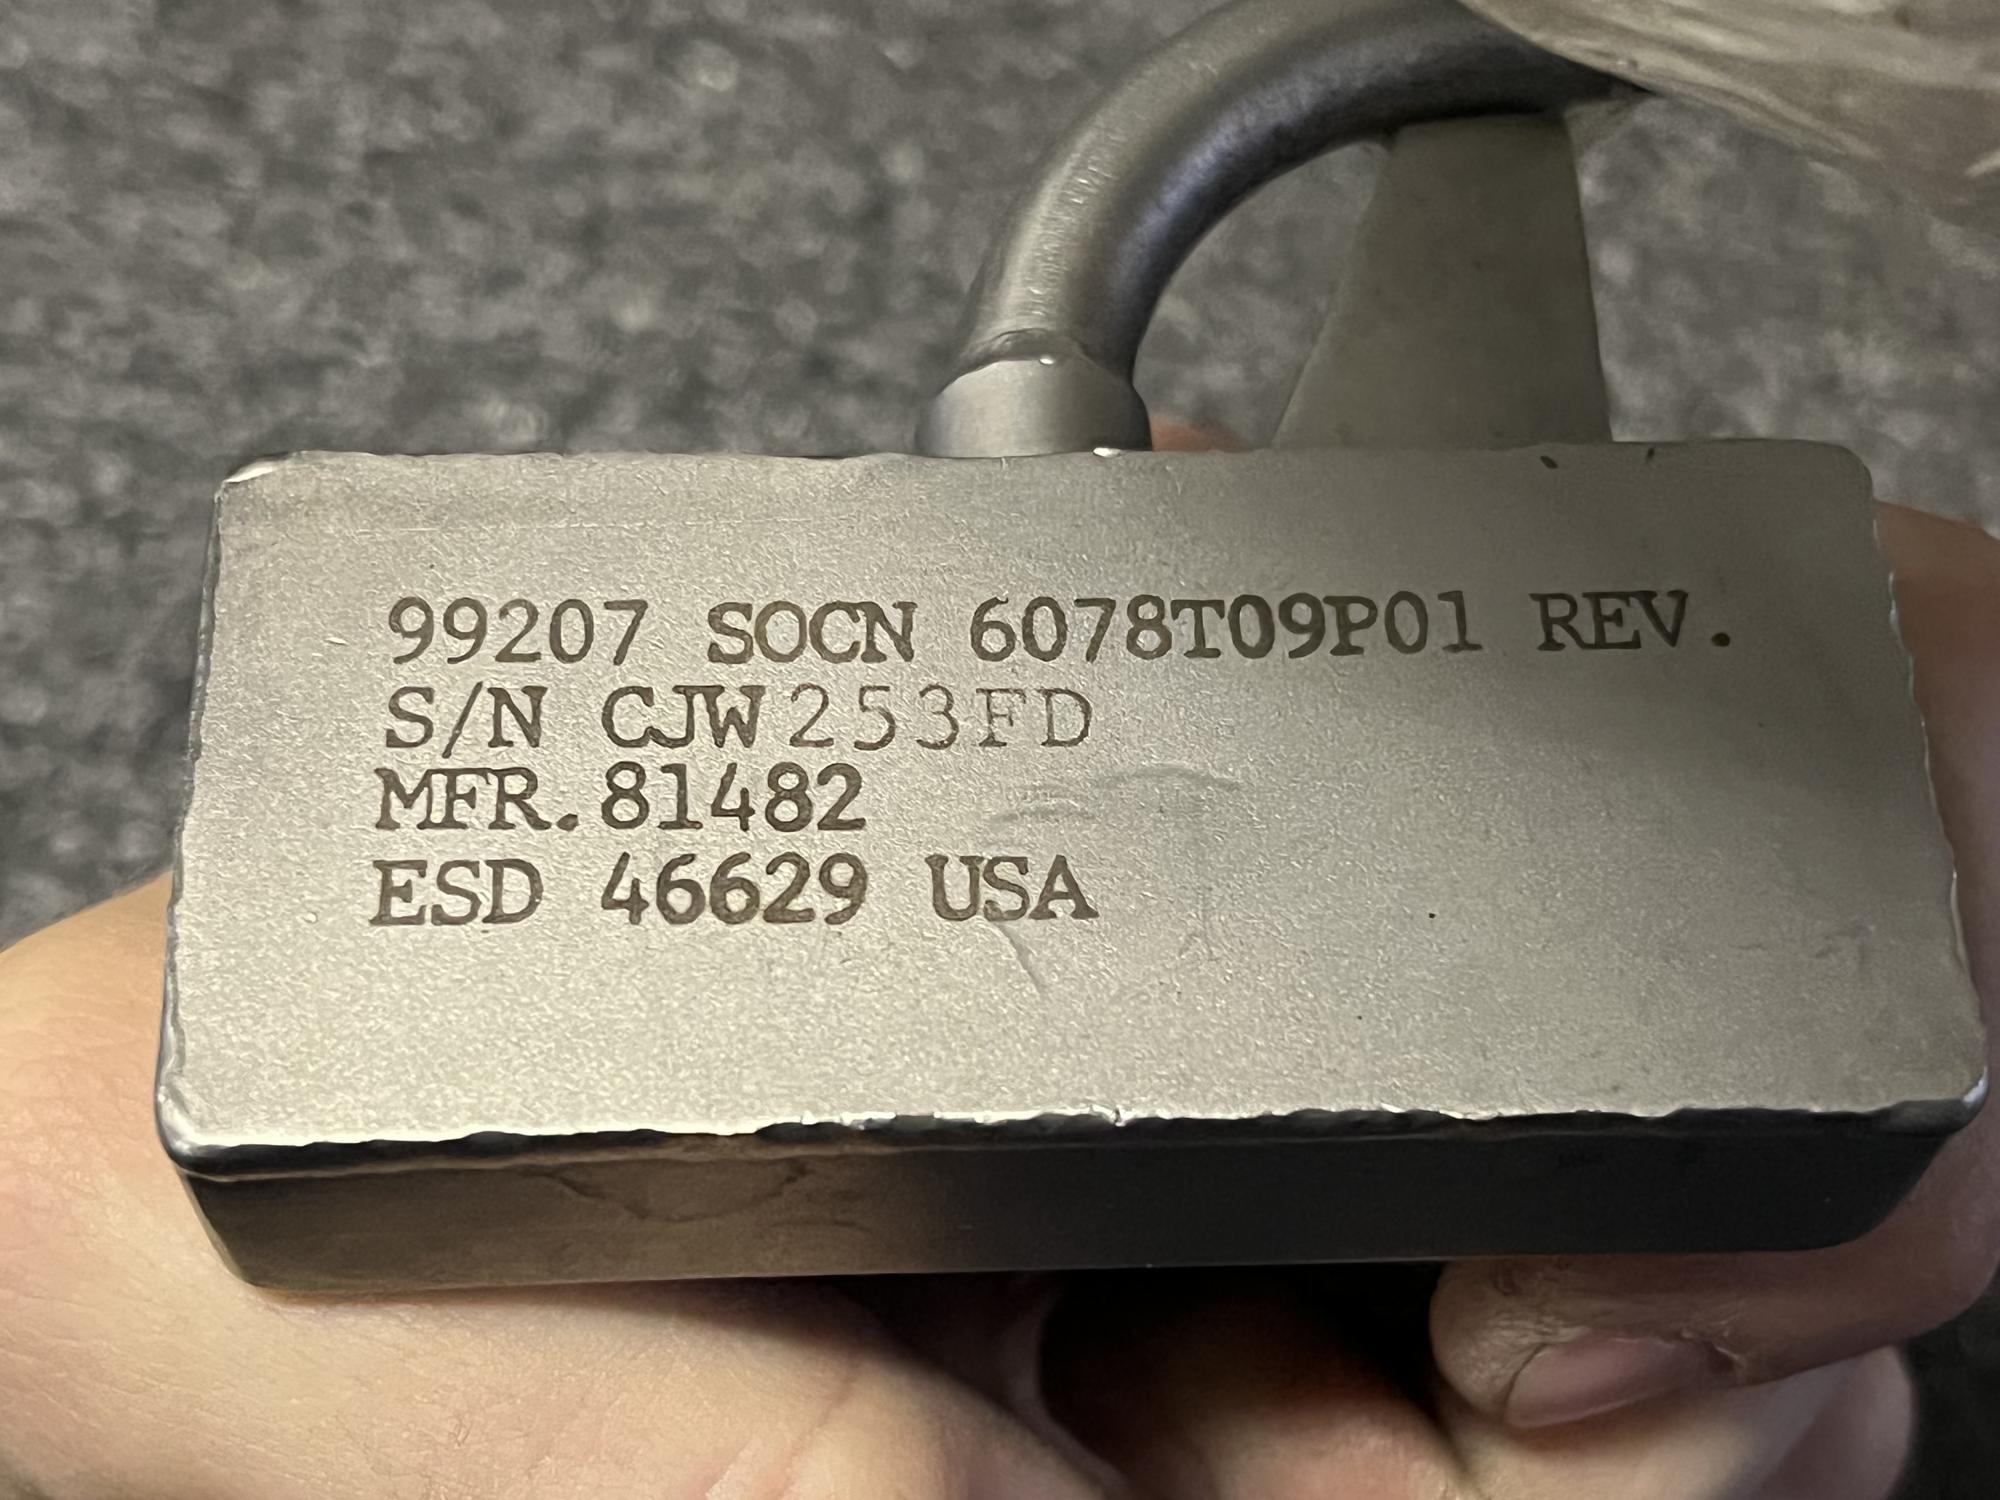 99207 SOCN 6078T09P01 REV.
S/N CJW253FD
MFR.81482
ESD 46629 USA